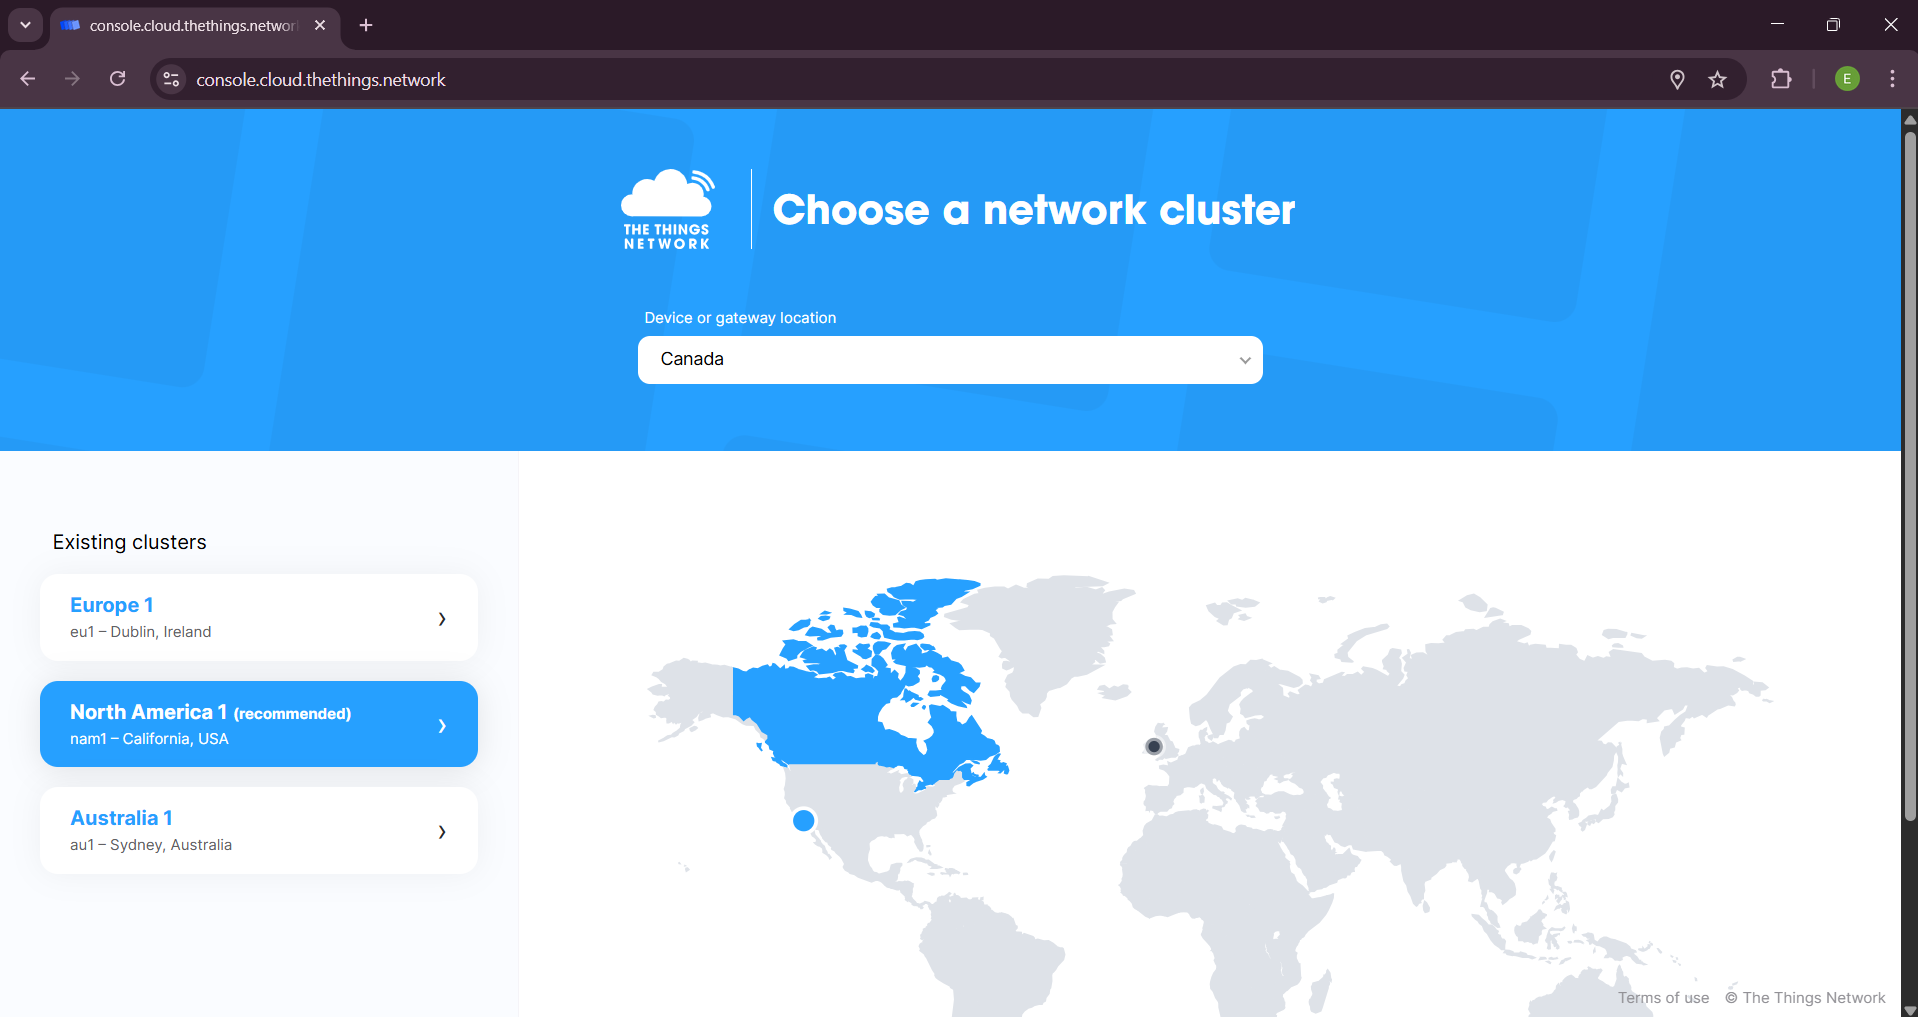 console.cloud.thethings.networ
console.cloud.thethings.network
E
THE THINGS
NETWORK
Choose a network cluster
Device or gateway location
Canada
Existing clusters
Europe 1
eu1 – Dublin, Ireland
North America 1 (recommended)
nam1 – California, USA
Australia 1
au1 – Sydney, Australia
Terms of use © The Things Network